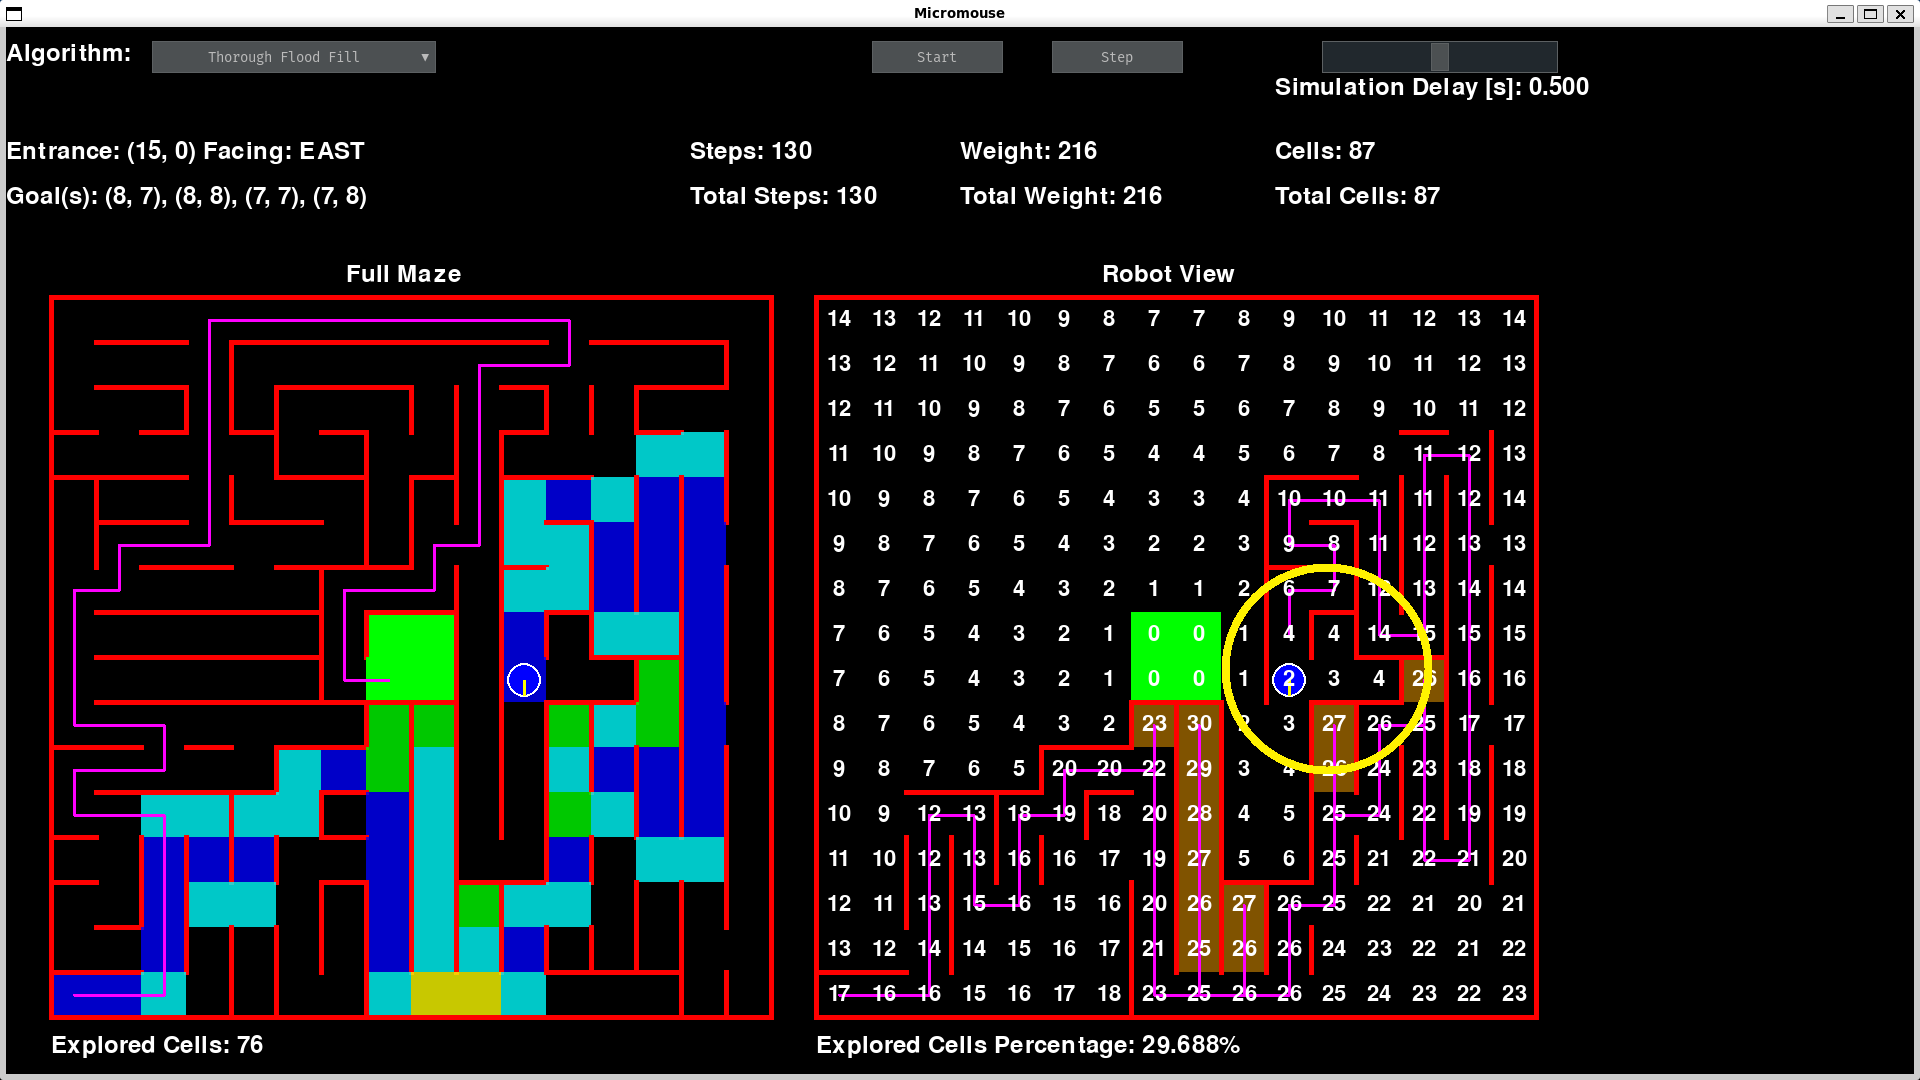 Micromouse
Algorithm: Thorough Flood Fill ▼ Start Step
Simulation Delay [s]: 0.500
Entrance: (15, 0) Facing: EAST Steps: 130 Weight: 216 Cells: 87
Goal(s): (8, 7), (8, 8), (7, 7), (7, 8) Total Steps: 130 Total Weight: 216 Total Cells: 87
Full Maze Robot View
14 13 12 11 10 9 8 7 7 8 9 10 11 12 13 14
13 12 11 10 9 8 7 6 6 7 8 9 10 11 12 13
12 11 10 9 8 7 6 5 5 6 7 8 9 10 11 12
11 10 9 8 7 6 5 4 4 5 6 7 8 11 12 13
10 9 8 7 6 5 4 3 3 4 10 10 11 11 12 14
9 8 7 6 5 4 3 2 2 3 9 8 11 12 13 13
8 7 6 5 4 3 2 1 1 2 6 7 12 13 14 14
7 6 5 4 3 2 1 0 0 1 4 4 14 15 15 15
7 6 5 4 3 2 1 0 0 1 2 3 4 26 16 16
8 7 6 5 4 3 2 23 30 2 3 27 26 25 17 17
9 8 7 6 5 20 20 22 29 3 4 26 24 23 18 18
10 9 12 13 18 19 18 20 28 4 5 25 24 22 19 19
11 10 12 13 16 16 17 19 27 5 6 25 21 22 21 20
12 11 13 15 16 15 16 20 26 27 26 25 22 21 20 21
13 12 14 14 15 16 17 21 25 26 26 24 23 22 21 22
17 16 16 15 16 17 18 23 25 26 26 25 24 23 22 23
Explored Cells: 76 Explored Cells Percentage: 29.688%